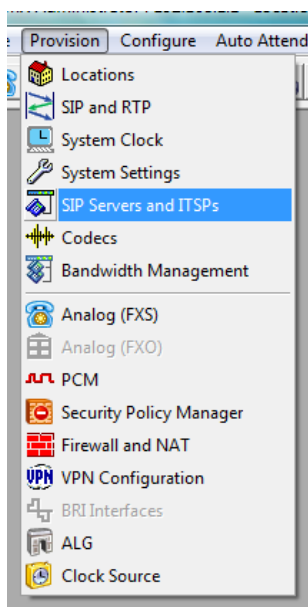 Provision Configure Auto Attend
Locations
SIP and RTP
System Clock
System Settings
SIP Servers and ITSPs
Codecs
Bandwidth Management
Analog (FXS)
Analog (FXO)
PCM
Security Policy Manager
Firewall and NAT
VPN VPN Configuration
BRI Interfaces
ALG
Clock Source